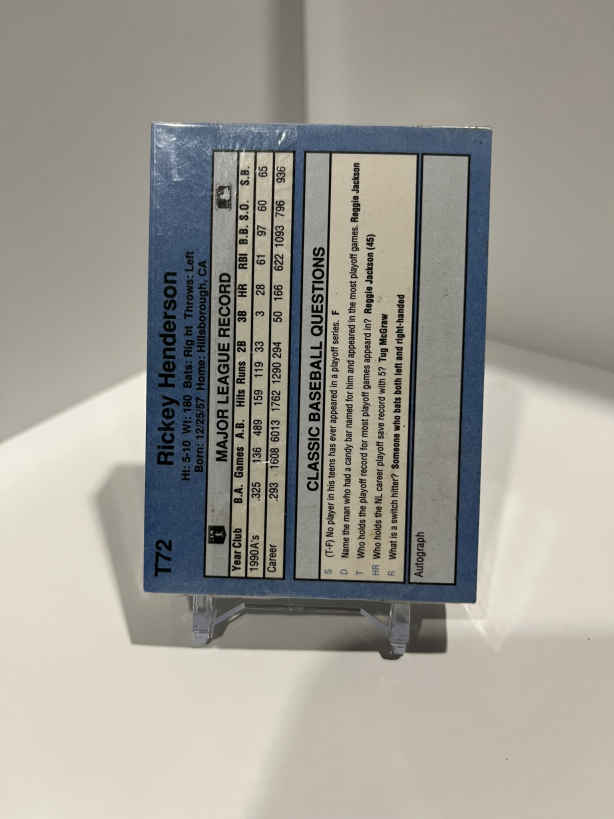 T72
Rickey Henderson
Ht: 5-10 Wt: 180 Bats: Rig ht Throws: Left
Born: 12/25/57 Home: Hillsborough, CA
MAJOR LEAGUE RECORD
Year Club B.A. Games A.B. Hits Runs 2B 3B HR RBI B.B. S.O. S.B.
1990A's .325 136 489 159 119 33 3 28 61 97 60 65
Career .293 1608 6013 1762 1290 294 50 166 622 1093 796 936
CLASSIC BASEBALL QUESTIONS
S (T-F) No player in his teens has ever appeared in a playoff series. F
D Name the man who had a candy bar named for him and appeared in the most playoff games. Reggie Jackson
T Who holds the playoff record for most playoff games appeard in? Reggie Jackson (45)
HR Who holds the NL career playoff save record with 5? Tug McGraw
R What is a switch hitter? Someone who bats both left and right-handed
Autograph